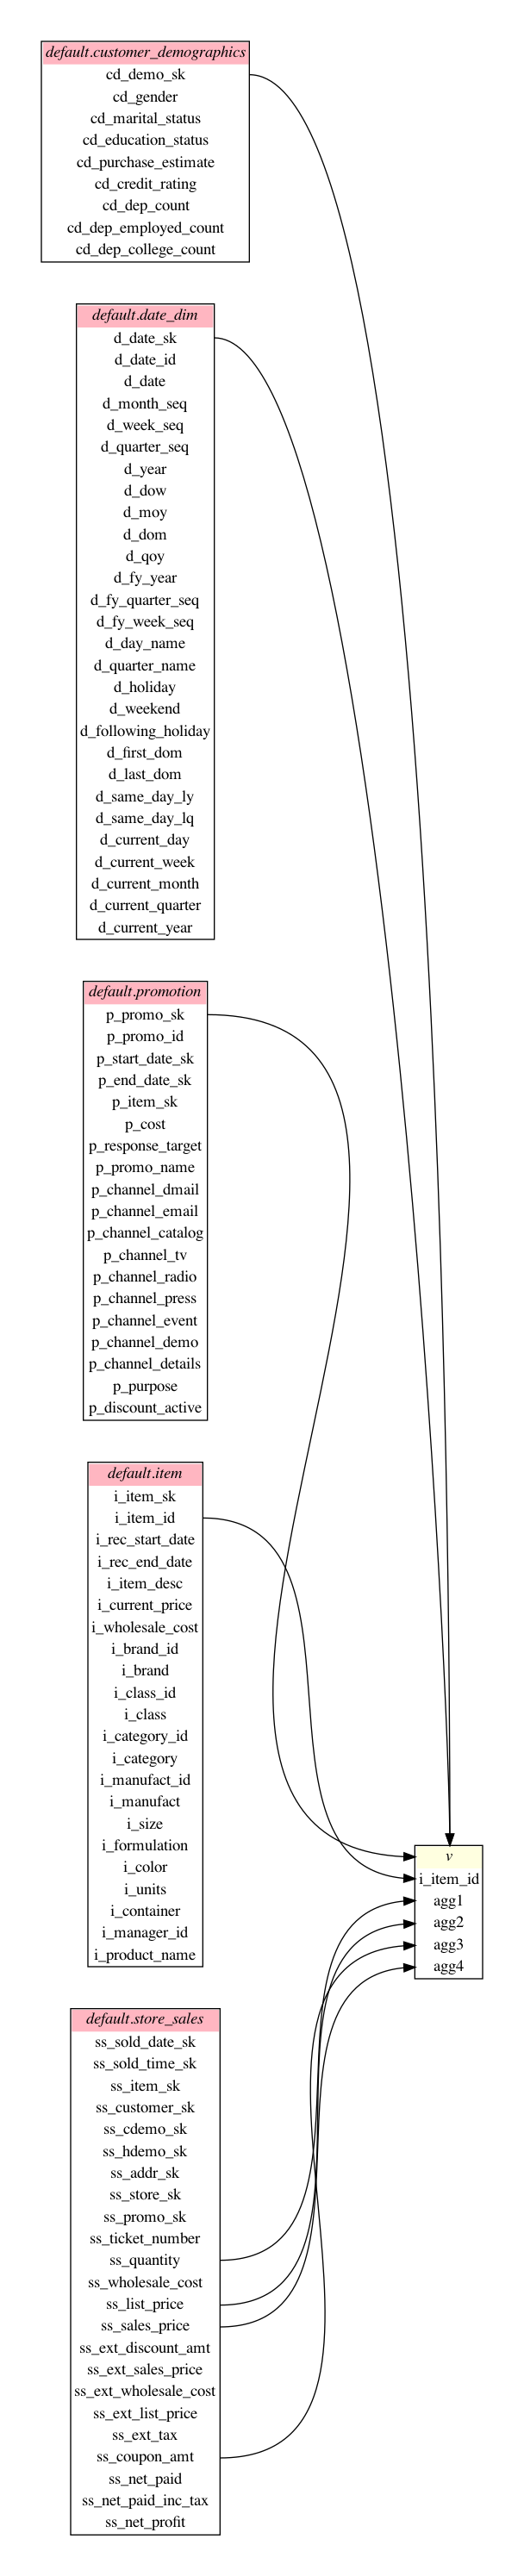 default.customer_demographics
cd_demo_sk
cd_gender
cd_marital_status
cd_education_status
cd_purchase_estimate
cd_credit_rating
cd_dep_count
cd_dep_employed_count
cd_dep_college_count
default.date_dim
d_date_sk
d_date_id
d_date
d_month_seq
d_week_seq
d_quarter_seq
d_year
d_dow
d_moy
d_dom
d_qoy
d_fy_year
d_fy_quarter_seq
d_fy_week_seq
d_day_name
d_quarter_name
d_holiday
d_weekend
d_following_holiday
d_first_dom
d_last_dom
d_same_day_ly
d_same_day_lq
d_current_day
d_current_week
d_current_month
d_current_quarter
d_current_year
default.promotion
p_promo_sk
p_promo_id
p_start_date_sk
p_end_date_sk
p_item_sk
p_cost
p_response_target
p_promo_name
p_channel_dmail
p_channel_email
p_channel_catalog
p_channel_tv
p_channel_radio
p_channel_press
p_channel_event
p_channel_demo
p_channel_details
p_purpose
p_discount_active
default.item
i_item_sk
i_item_id
i_rec_start_date
i_rec_end_date
i_item_desc
i_current_price
i_wholesale_cost
i_brand_id
i_brand
i_class_id
i_class
i_category_id
i_category
i_manufact_id
i_manufact
i_size
i_formulation
i_color
i_units
i_container
i_manager_id
i_product_name
default.store_sales
ss_sold_date_sk
ss_sold_time_sk
ss_item_sk
ss_customer_sk
ss_cdemo_sk
ss_hdemo_sk
ss_addr_sk
ss_store_sk
ss_promo_sk
ss_ticket_number
ss_quantity
ss_wholesale_cost
ss_list_price
ss_sales_price
ss_ext_discount_amt
ss_ext_sales_price
ss_ext_wholesale_cost
ss_ext_list_price
ss_ext_tax
ss_coupon_amt
ss_net_paid
ss_net_paid_inc_tax
ss_net_profit
v
i_item_id
agg1
agg2
agg3
agg4